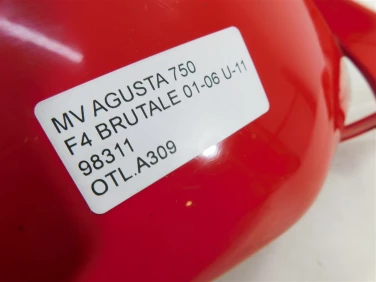 MV AGUSTA 750
F4 BRUTALE 01-06 U-11
98311
OTL.A309